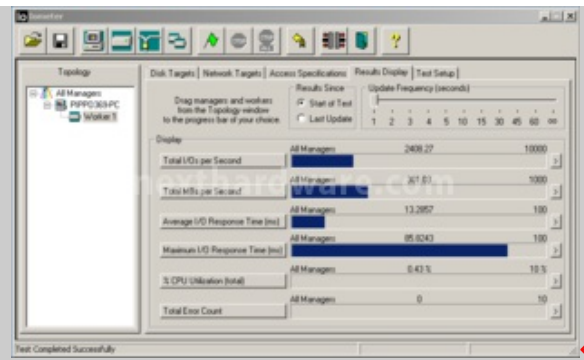 Iometer
Topology
All Managers
PIPPO369-PC
Worker 1
Disk Targets | Network Targets | Access Specifications | Results Display | Test Setup
Drag managers and workers
from the Topology window
to the progress bar of your choice.
Results Since
Start of Test
Last Update
Update Frequency (seconds)
1 2 3 4 5 10 15 30 45 60 ∞
Display
All Managers 2408.27 10000
Total I/Os per Second
All Managers 301.03 1000
Total MBs per Second
nexthardware.com
All Managers 13.2857 100
Average I/O Response Time (ms)
All Managers 85.8243 100
Maximum I/O Response Time (ms)
All Managers 0.43 % 10 %
% CPU Utilization (total)
All Managers 0 10
Total Error Count
Test Completed Successfully